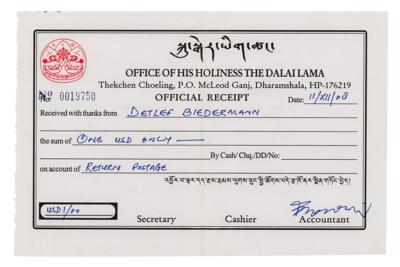 OFFICE OF HIS HOLINESS THE DALAI LAMA
Thekchen Choeling, P.O. McLeod Ganj, Dharamshala, HP-176219
No. 0019750 OFFICIAL RECEIPT Date: 11/XII/08
Received with thanks from DETLEF BIEDERMANN
the sum of ONE USD ONLY
By Cash/ Chq./DD/No:
on account of RETURN POSTAGE
USD 1/00
Secretary Cashier Accountant